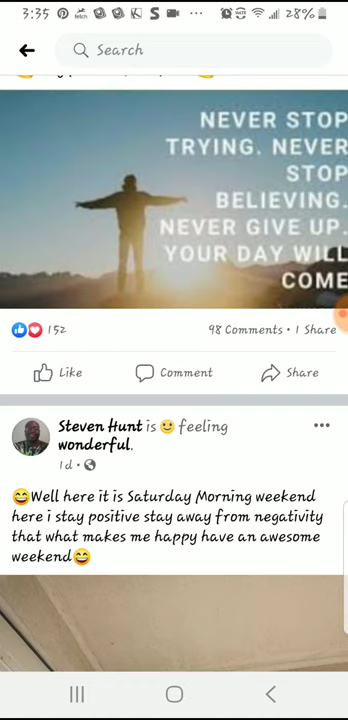 3:35
fetch
28%
Search
NEVER STOP
TRYING. NEVER
STOP
BELIEVING.
NEVER GIVE UP.
YOUR DAY WILL
COME
152
98 Comments • 1 Share
Like
Comment
Share
Steven Hunt is 🙂 feeling
wonderful.
1d •
😄Well here it is Saturday Morning weekend
here i stay positive stay away from negativity
that what makes me happy have an awesome
weekend😄